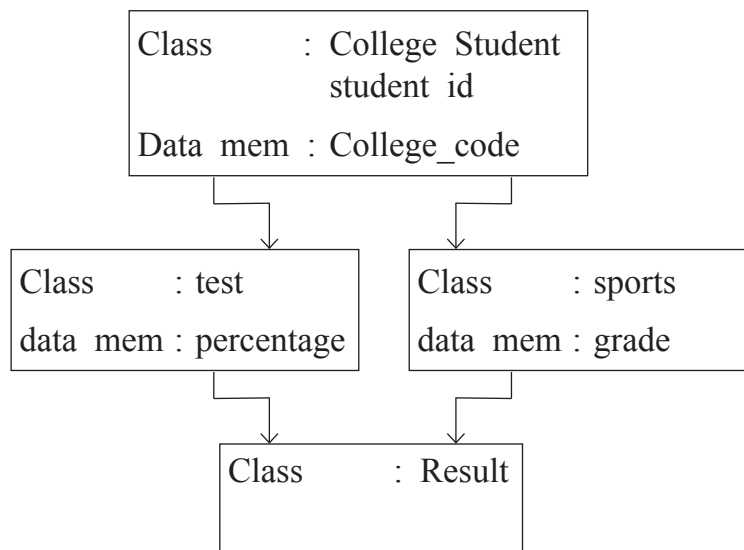 Class : College Student
student id
Data mem : College_code
Class : test
data mem : percentage
Class : sports
data mem : grade
Class : Result